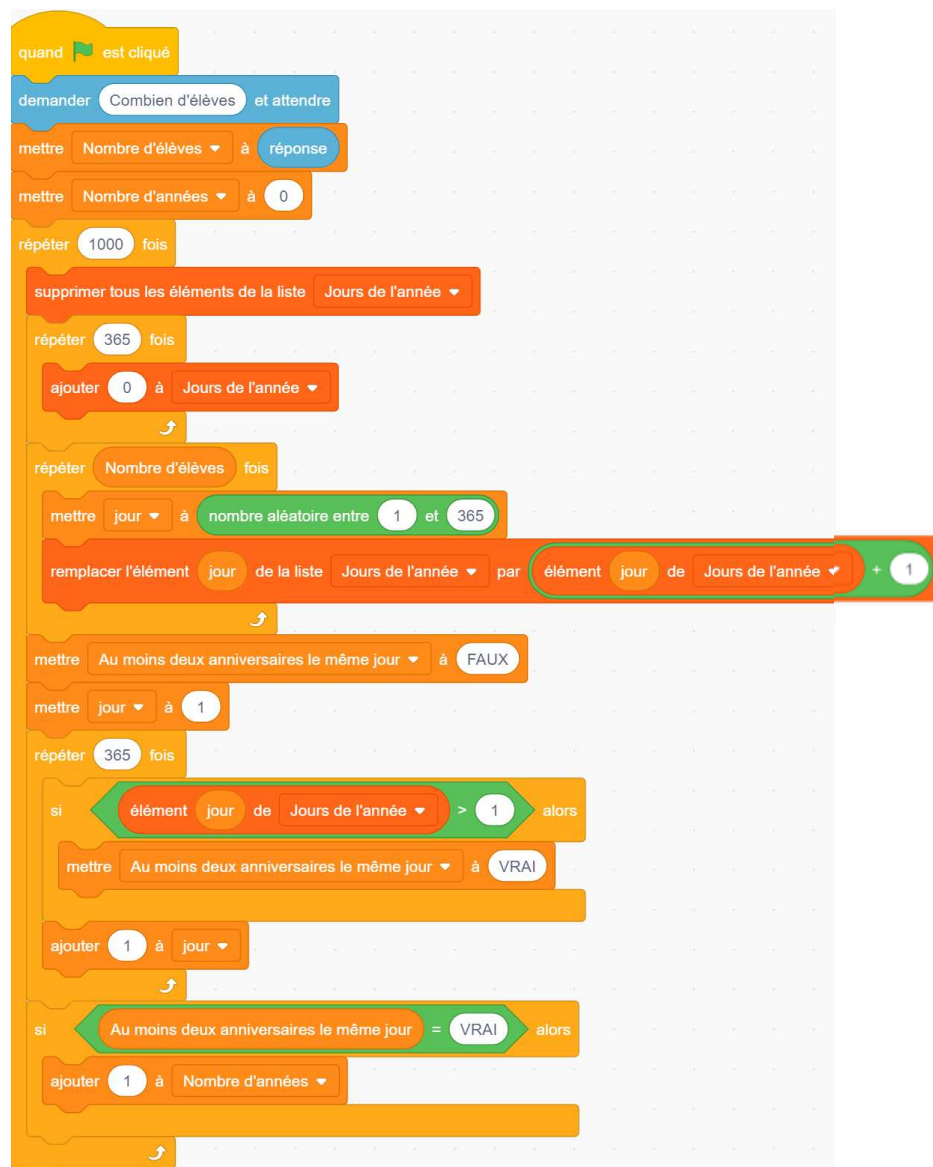 quand est cliqué
demander Combien d'élèves et attendre
mettre Nombre d'élèves à réponse
mettre Nombre d'années à 0
répéter 1000 fois
supprimer tous les éléments de la liste Jours de l'année
répéter 365 fois
ajouter 0 à Jours de l'année
répéter Nombre d'élèves fois
mettre jour à nombre aléatoire entre 1 et 365
remplacer l'élément jour de la liste Jours de l'année par élément jour de Jours de l'année + 1
mettre Au moins deux anniversaires le même jour à FAUX
mettre jour à 1
répéter 365 fois
si élément jour de Jours de l'année > 1 alors
mettre Au moins deux anniversaires le même jour à VRAI
ajouter 1 à jour
si Au moins deux anniversaires le même jour = VRAI alors
ajouter 1 à Nombre d'années